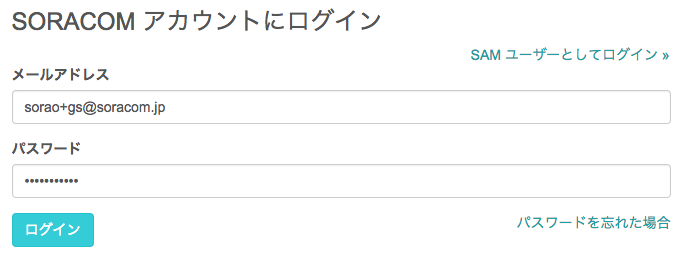 SORACOM アカウントにログイン
SAM ユーザーとしてログイン »
メールアドレス
sorao+gs@soracom.jp
パスワード
•••••••••••
ログイン
パスワードを忘れた場合